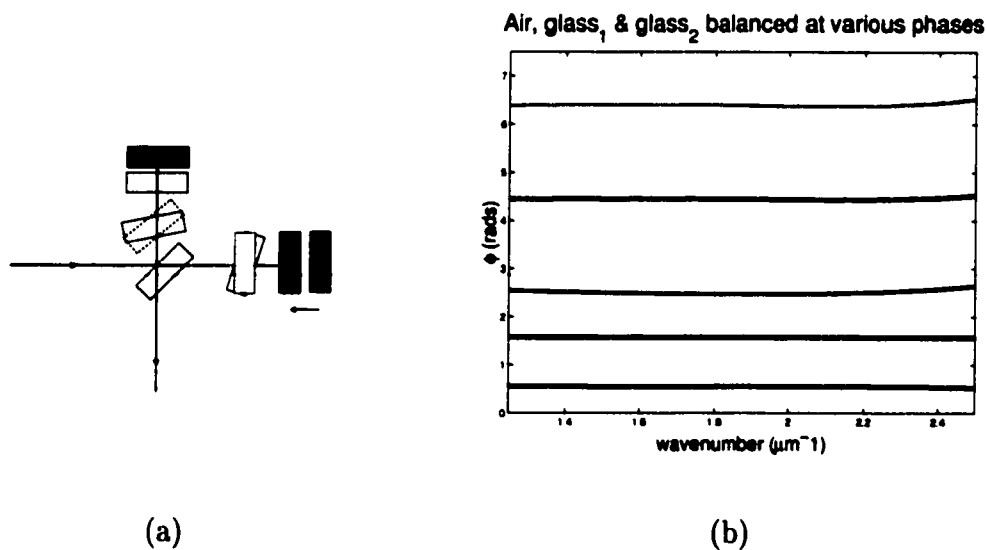 Air, glass₁ & glass₂ balanced at various phases
7
6
5
4
3
2
1
0
ϕ (rads)
1.4
1.6
1.8
2
2.2
2.4
wavenumber (μm⁻1)
(a)
(b)